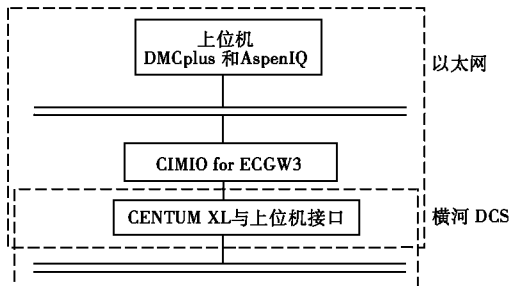 上位机
DMCplus 和AspenIQ
以太网
CIMIO for ECGW3
CENTUM XL与上位机接口
横河 DCS